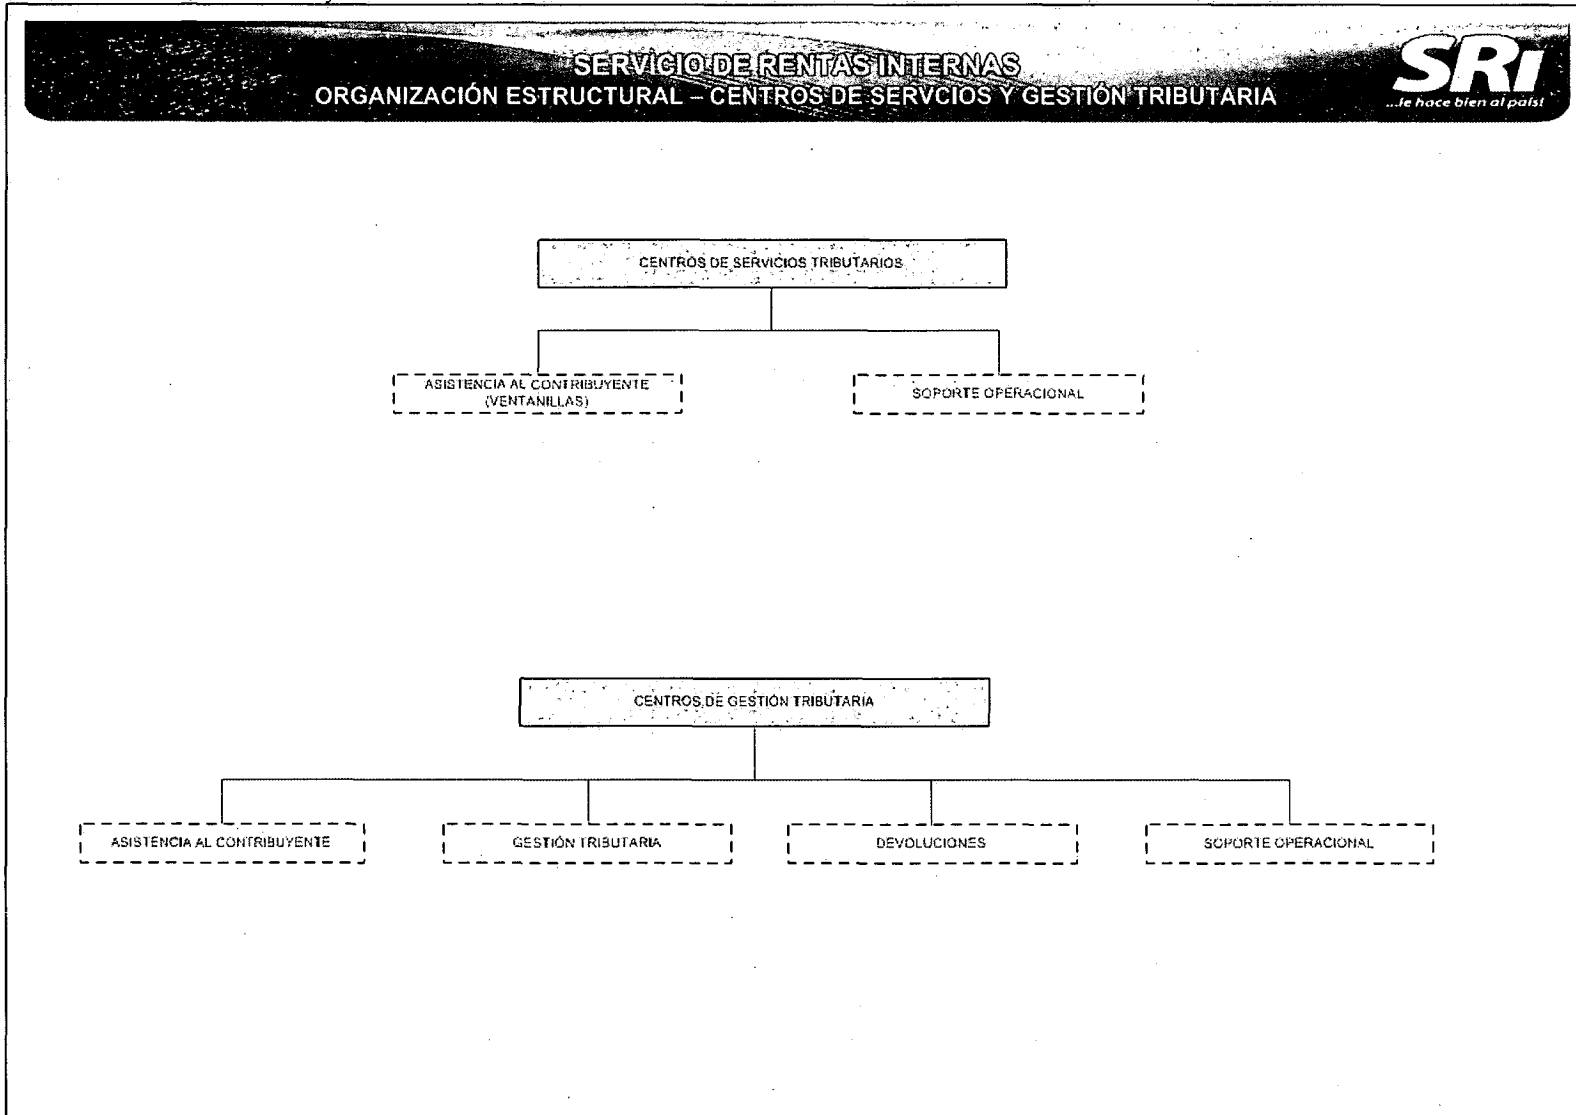 SERVICIO DE RENTAS INTERNAS
ORGANIZACIÓN ESTRUCTURAL – CENTROS DE SERVCIOS Y GESTIÓN TRIBUTARIA
SRi
...le hace bien al país!
CENTROS DE SERVICIOS TRIBUTARIOS
ASISTENCIA AL CONTRIBUYENTE
(VENTANILLAS)
SOPORTE OPERACIONAL
CENTROS DE GESTIÓN TRIBUTARIA
ASISTENCIA AL CONTRIBUYENTE
GESTIÓN TRIBUTARIA
DEVOLUCIONES
SOPORTE OPERACIONAL